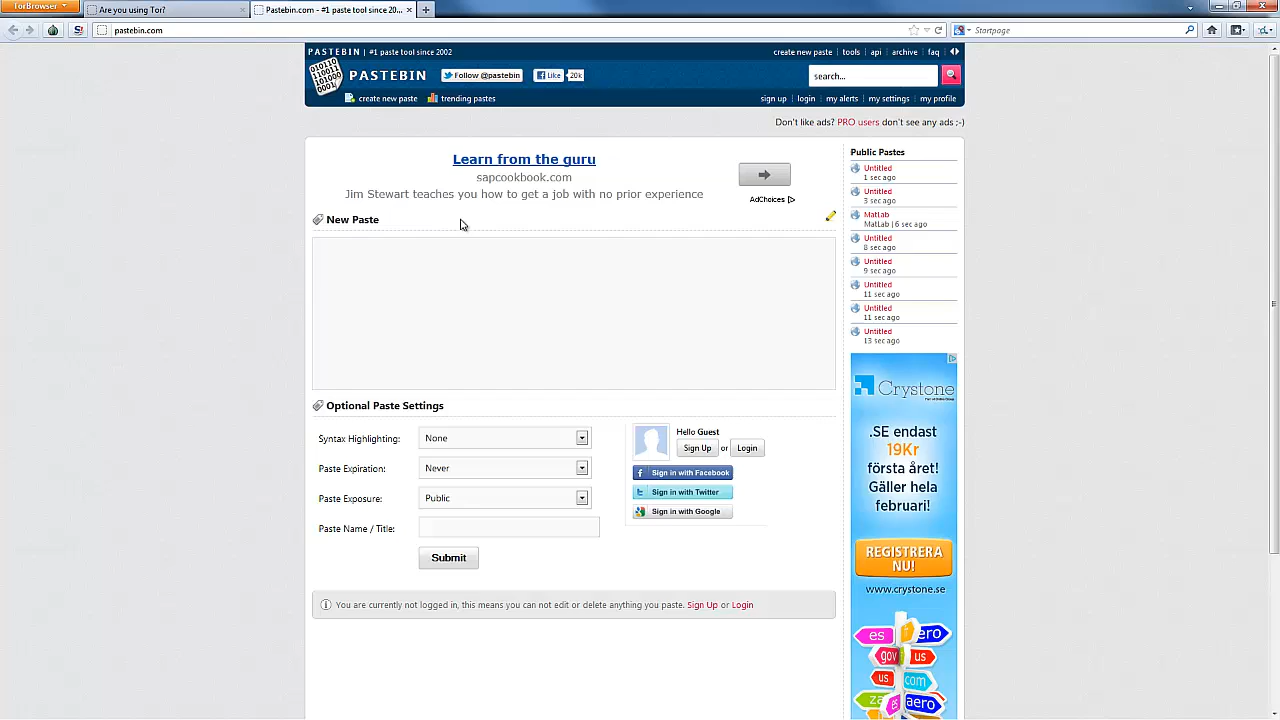 TorBrowser
Are you using Tor?
Pastebin.com - #1 paste tool since 20...
pastebin.com
Startpage
PASTEBIN | #1 paste tool since 2002
create new paste
tools
api
archive
faq
PASTEBIN
Follow @pastebin
Like
20k
search...
create new paste
trending pastes
sign up
login
my alerts
my settings
my profile
Don't like ads? PRO users don't see any ads ;-)
Learn from the guru
sapcookbook.com
Jim Stewart teaches you how to get a job with no prior experience
AdChoices
New Paste
Optional Paste Settings
Syntax Highlighting:
None
Paste Expiration:
Never
Paste Exposure:
Public
Paste Name / Title:
Submit
Hello Guest
Sign Up or Login
Sign in with Facebook
Sign in with Twitter
Sign in with Google
You are currently not logged in, this means you can not edit or delete anything you paste. Sign Up or Login
Public Pastes
Untitled
1 sec ago
Untitled
3 sec ago
MatLab
MatLab | 6 sec ago
Untitled
8 sec ago
Untitled
9 sec ago
Untitled
11 sec ago
Untitled
11 sec ago
Untitled
13 sec ago
Crystone
.SE endast
19Kr
första året!
Gäller hela
februari!
REGISTRERA
NU!
www.crystone.se
es
ero
gov
us
us
com
za
aero